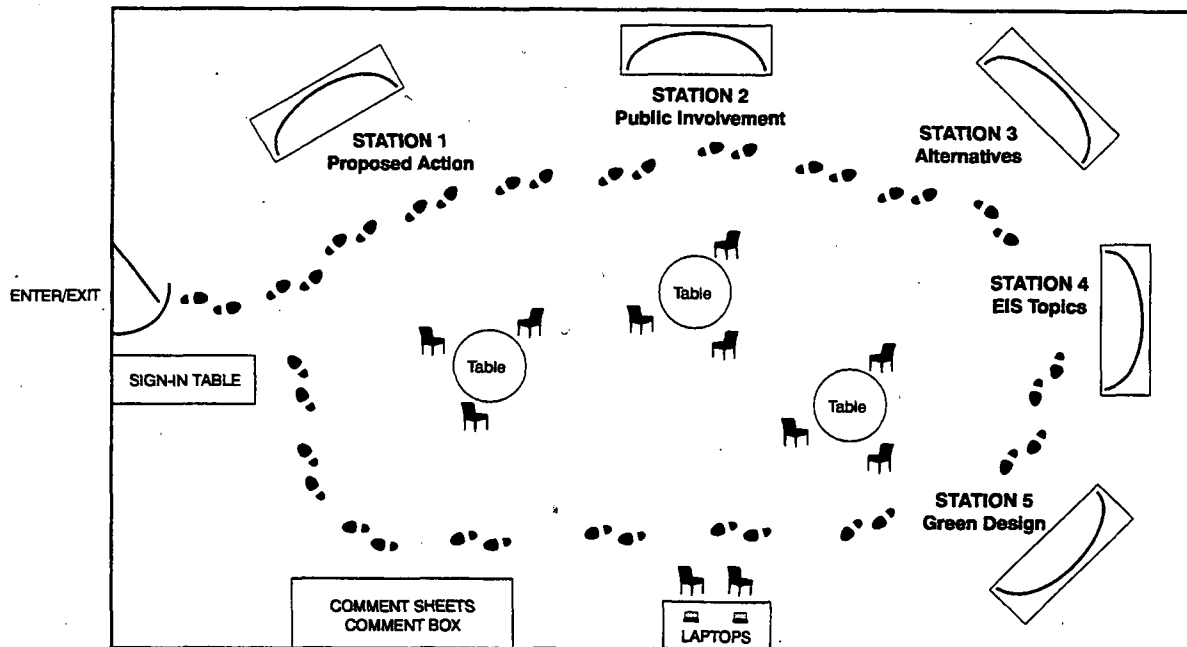 STATION 1
Proposed Action
STATION 2
Public Involvement
STATION 3
Alternatives
ENTER/EXIT
STATION 4
EIS Topics
Table
Table
Table
SIGN-IN TABLE
STATION 5
Green Design
COMMENT SHEETS
COMMENT BOX
LAPTOPS